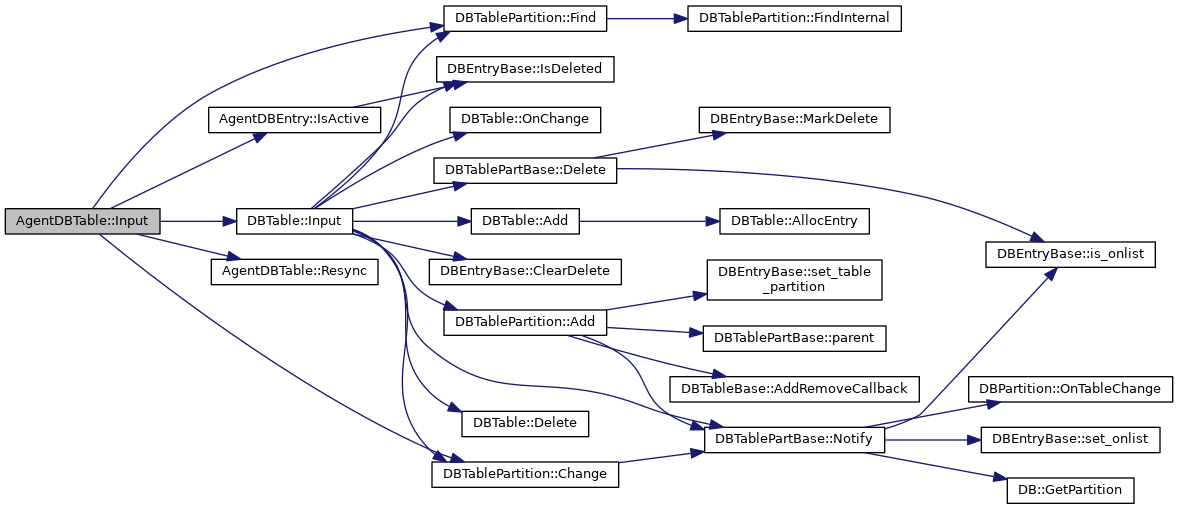 DBTablePartition::Find
DBTablePartition::FindInternal
DBEntryBase::IsDeleted
AgentDBEntry::IsActive
DBTable::OnChange
DBEntryBase::MarkDelete
DBTablePartBase::Delete
AgentDBTable::Input
DBTable::Input
DBTable::Add
DBTable::AllocEntry
DBEntryBase::is_onlist
AgentDBTable::Resync
DBEntryBase::ClearDelete
DBEntryBase::set_table
_partition
DBTablePartition::Add
DBTablePartBase::parent
DBTableBase::AddRemoveCallback
DBPartition::OnTableChange
DBTable::Delete
DBTablePartBase::Notify
DBEntryBase::set_onlist
DBTablePartition::Change
DB::GetPartition